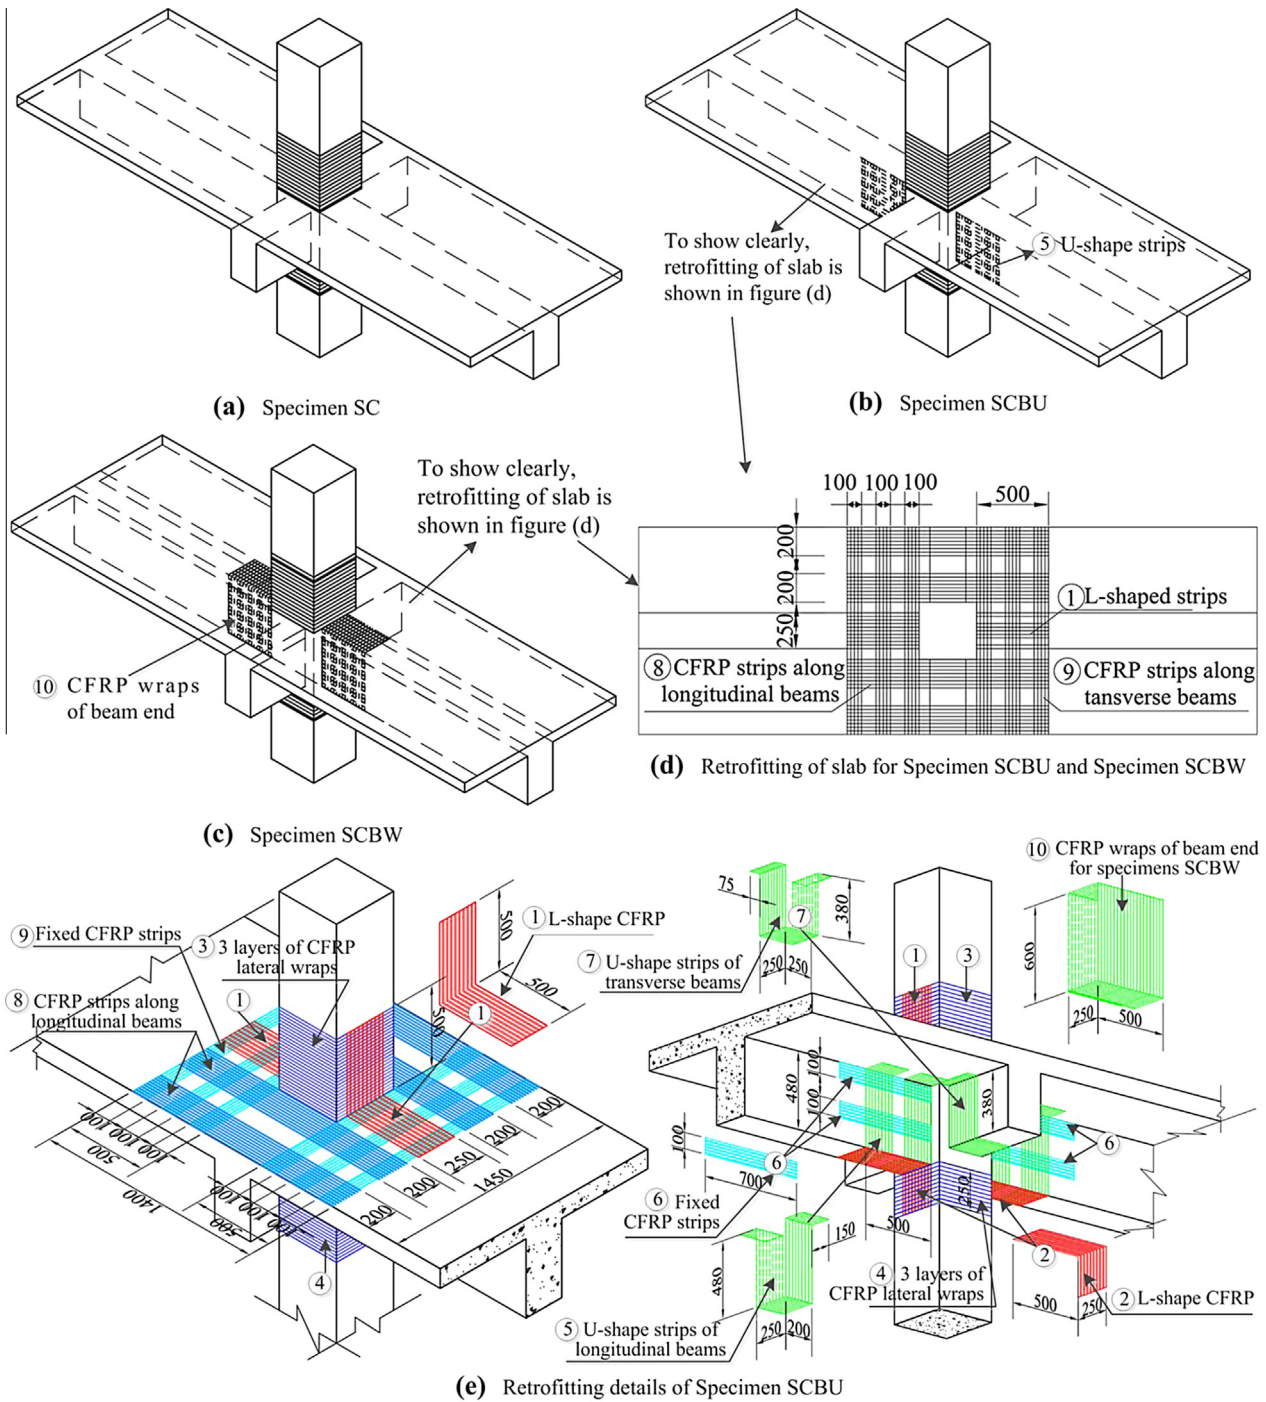 To show clearly,
retrofitting of slab is
shown in figure (d)
5 U-shape strips
(a) Specimen SC
(b) Specimen SCBU
To show clearly,
retrofitting of slab is
shown in figure (d)
10 CFRP wraps
of beam end
(c) Specimen SCBW
100 100 100
500
200
200
250
1 L-shaped strips
8 CFRP strips along
longitudinal beams
9 CFRP strips along
tansverse beams
(d) Retrofitting of slab for Specimen SCBU and Specimen SCBW
9 Fixed CFRP strips
3 3 layers of CFRP
lateral wraps
8 CFRP strips along
longitudinal beams
1
1 L-shape CFRP
500
500
500
1
100 100 100
500
100
1400
100 100 100
500
200
200
250
200
200
1450
4
10 CFRP wraps of beam end
for specimens SCBW
600
250 500
75
380
7
250 250
7 U-shape strips of
transverse beams
1
3
480
100
100
380
6
6
100
700
6 Fixed
CFRP strips
500
250
2
150
480
250 200
5 U-shape strips of
longitudinal beams
4 3 layers of
CFRP lateral wraps
500 250
2 L-shape CFRP
(e) Retrofitting details of Specimen SCBU